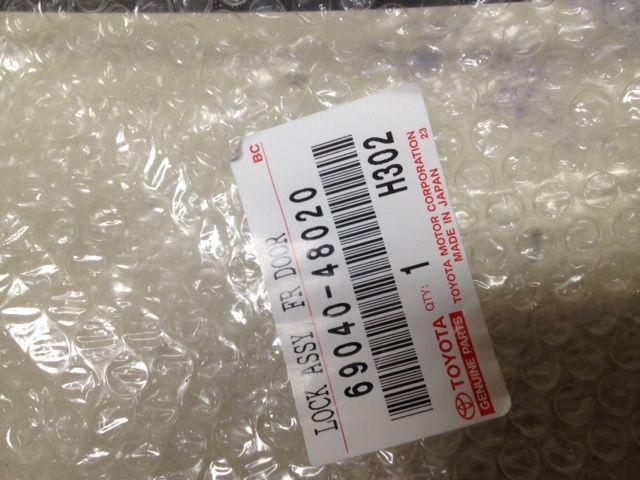 BC
LOCK ASSY, FR DOOR
69040-48020
H302
QTY: 1
TOYOTA
GENUINE PARTS
TOYOTA MOTOR CORPORATION
MADE IN JAPAN
23